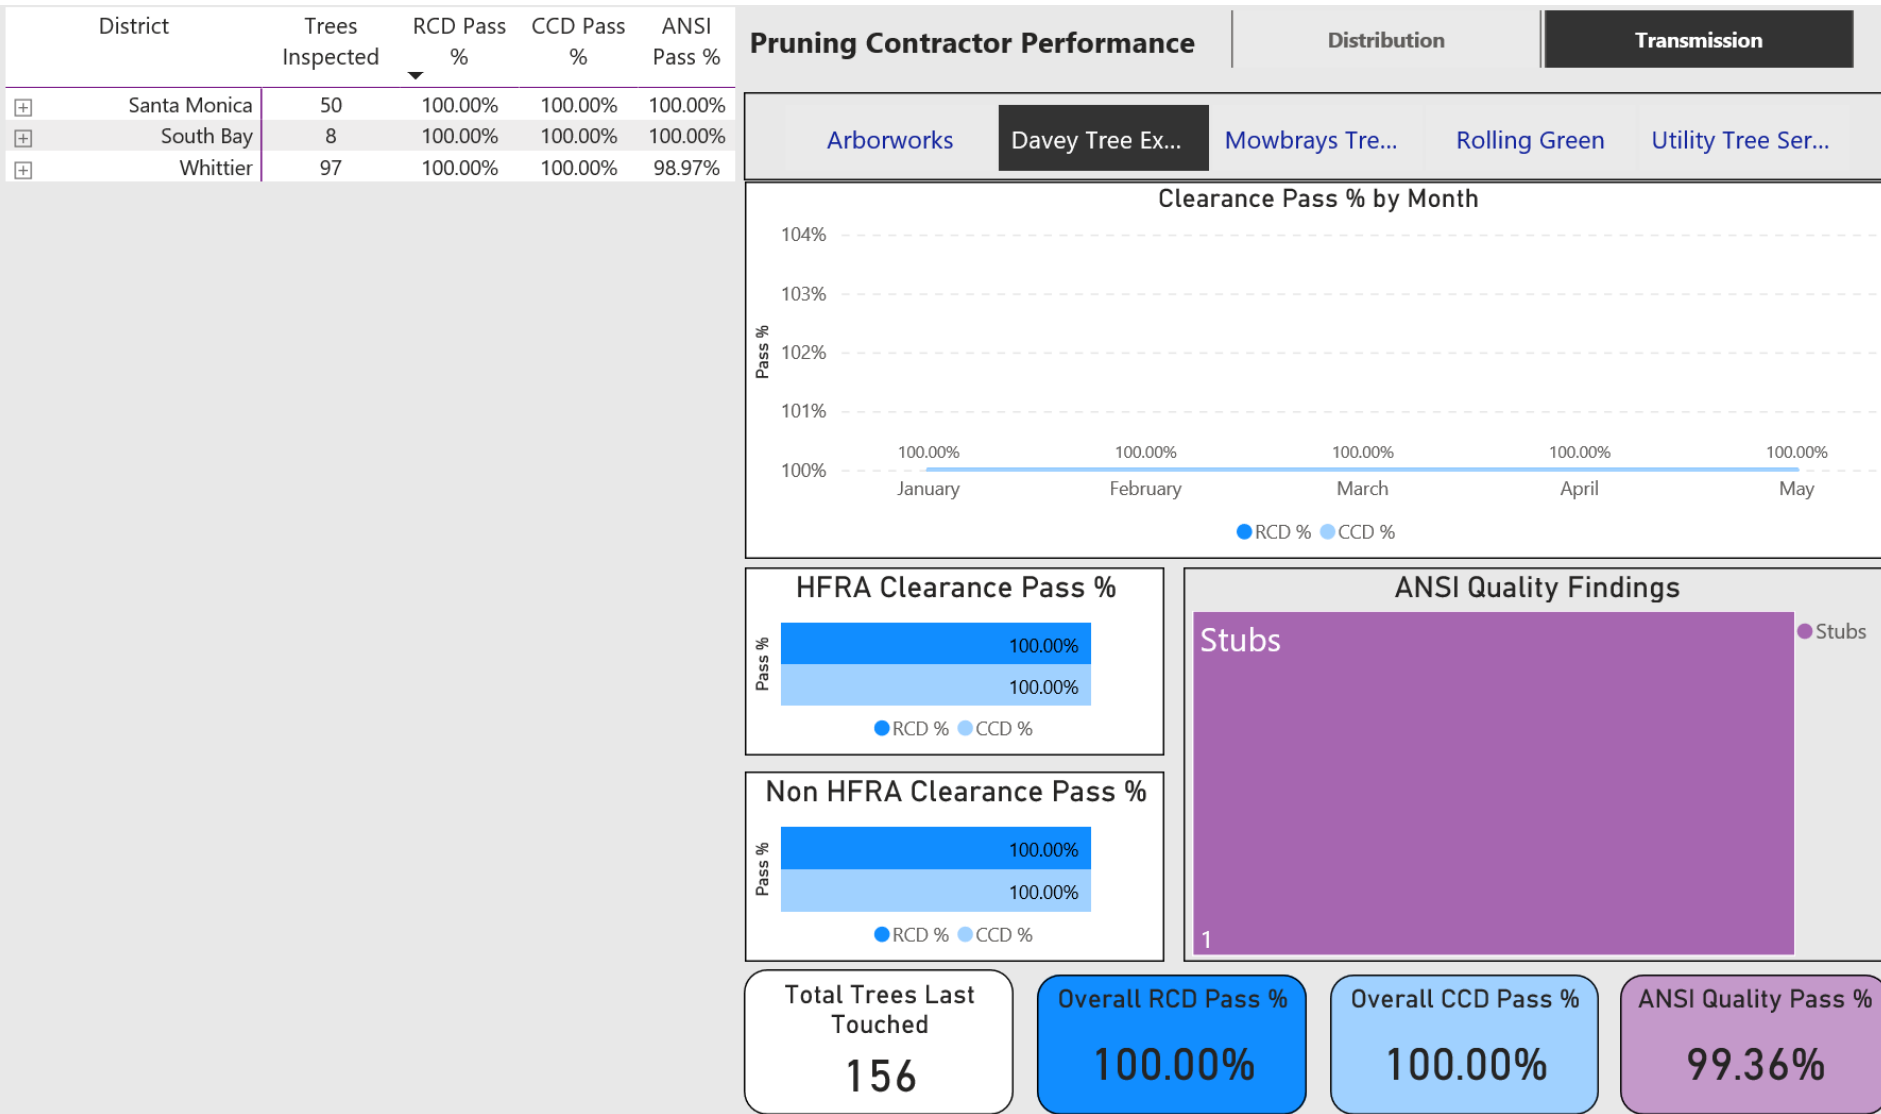 District Trees Inspected RCD Pass % CCD Pass % ANSI Pass %
Santa Monica 50 100.00% 100.00% 100.00%
South Bay 8 100.00% 100.00% 100.00%
Whittier 97 100.00% 100.00% 98.97%
Pruning Contractor Performance
Distribution
Transmission
Arborworks Davey Tree Ex... Mowbrays Tre... Rolling Green Utility Tree Ser...
Clearance Pass % by Month
Pass %
104%
103%
102%
101%
100%
100.00% 100.00% 100.00% 100.00% 100.00%
January February March April May
RCD % CCD %
HFRA Clearance Pass %
Pass %
100.00%
100.00%
RCD % CCD %
Non HFRA Clearance Pass %
Pass %
100.00%
100.00%
RCD % CCD %
ANSI Quality Findings
Stubs
1
Stubs
Total Trees Last
Touched
156
Overall RCD Pass %
100.00%
Overall CCD Pass %
100.00%
ANSI Quality Pass %
99.36%